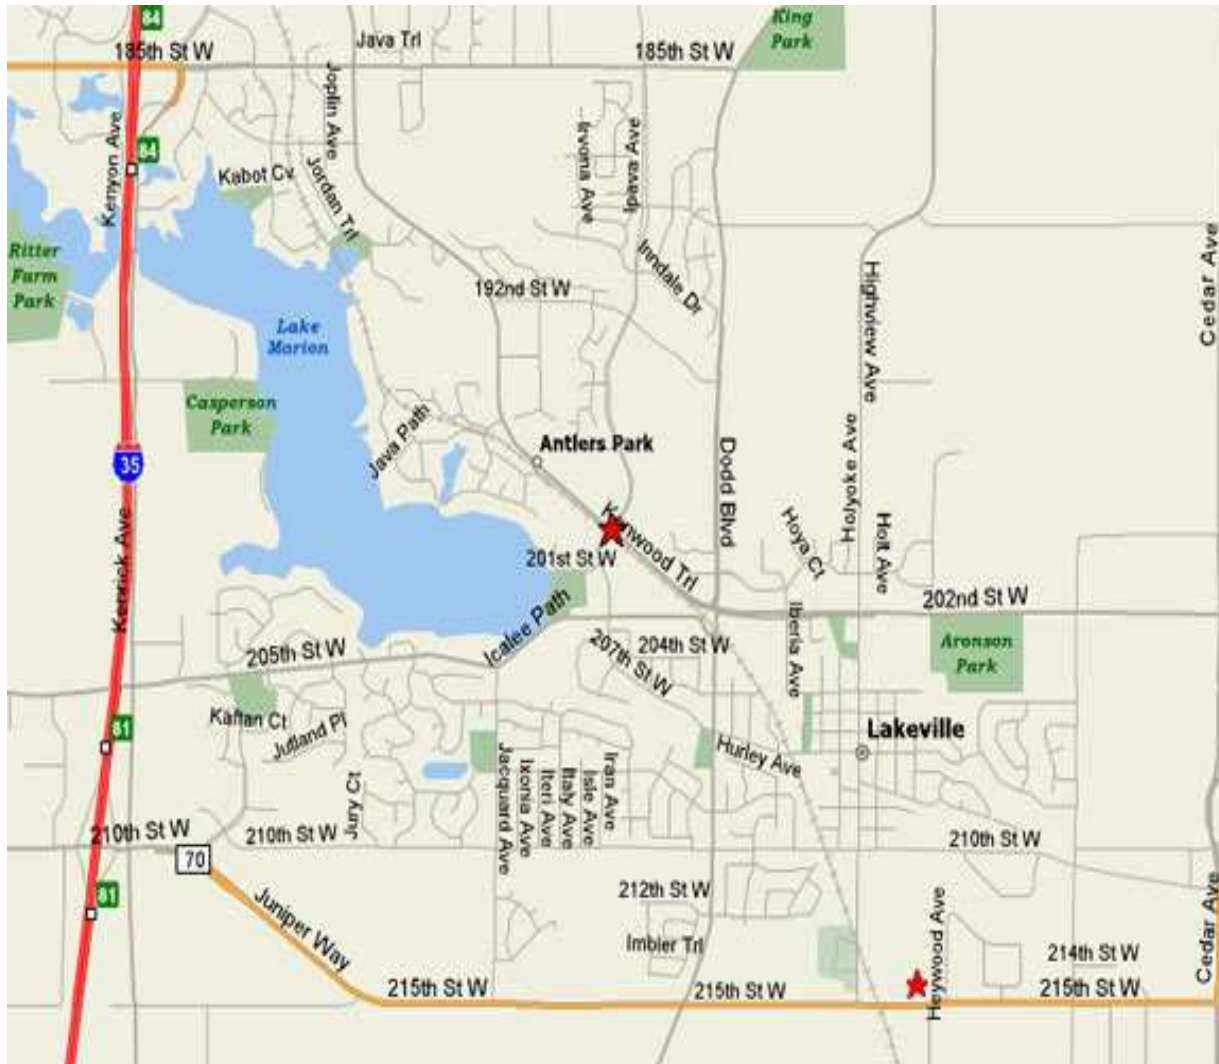 84
King
Park
185th St W
Java Trl
185th St W
Joplin Ave
Kenyon Ave
84
Irvona Ave
Ipava Ave
Kabot Cv
Jordan Trl
Ritter
Farm
Park
Inndale Dr
Cedar Ave
192nd St W
Highview Ave
Lake
Marion
Casperson
Park
Java Path
Antlers Park
35
Dodd Blvd
Holyoke Ave
Kenwood Trl
Hoya Ct
Holt Ave
Kenrick Ave
201st St W
202nd St W
Icalee Path
Iberia Ave
205th St W
207th St W
204th St W
Aronson
Park
Kaftan Ct
Jutland Pl
81
Lakeville
Hurley Ave
Jacquard Ave
Ixonia Ave
Iteri Ave
Italy Ave
Isle Ave
Iran Ave
Jury Ct
210th St W
210th St W
210th St W
70
81
Juniper Way
212th St W
Imbler Trl
Heywood Ave
Cedar Ave
214th St W
215th St W
215th St W
215th St W